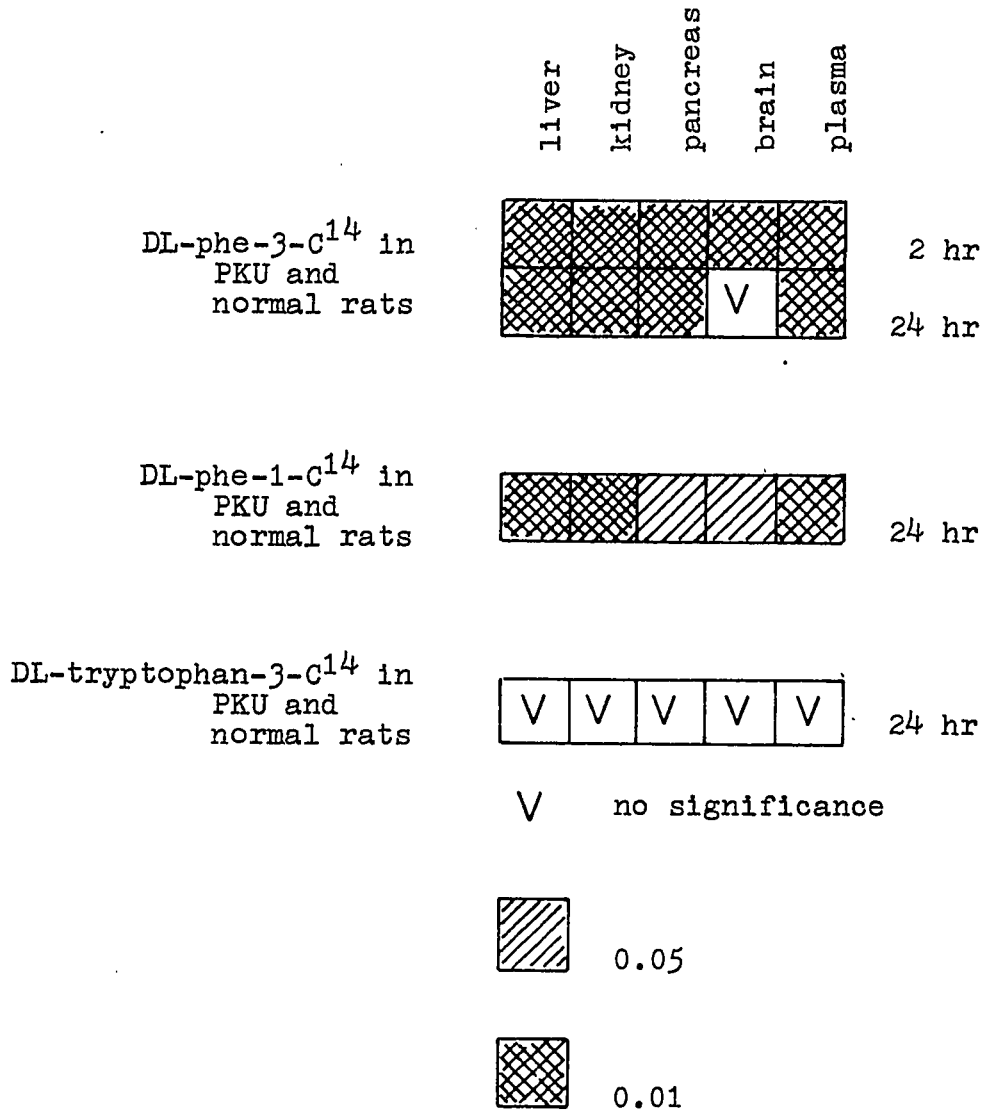 liver
kidney
pancreas
brain
plasma
DL-phe-3-C14 in
PKU and
normal rats
2 hr
V
24 hr
DL-phe-1-C14 in
PKU and
normal rats
24 hr
DL-tryptophan-3-C14 in
PKU and
normal rats
V V V V V
24 hr
V no significance
0.05
0.01